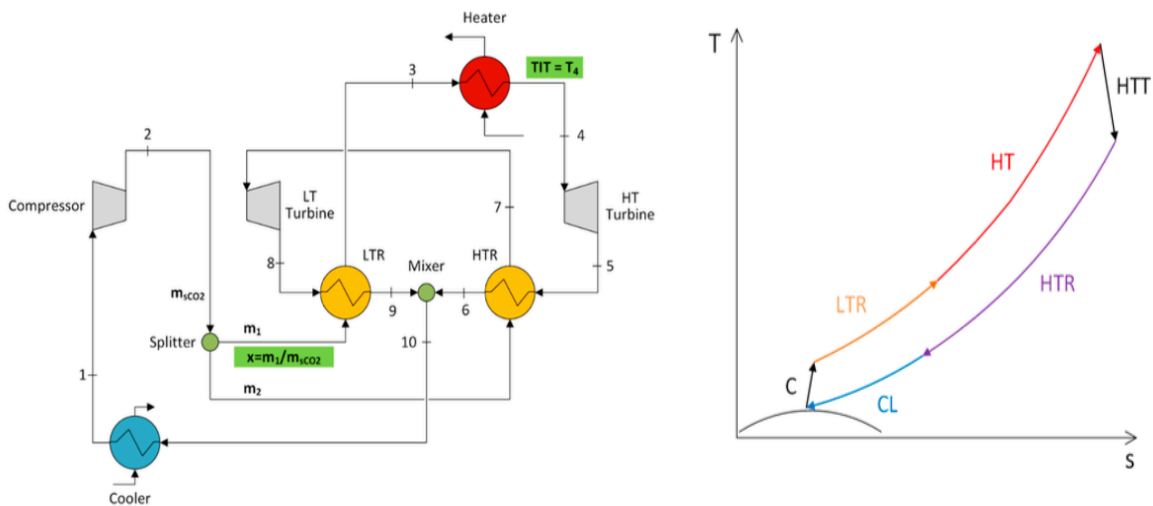 Heater
3
TIT = T4
4
2
Compressor
LT
Turbine
7
HT
Turbine
8
LTR
Mixer
HTR
5
9
6
msCO2
Splitter
m1
x=m1/msCO2
10
1
m2
Cooler
T
HTT
HT
HTR
LTR
C
CL
S